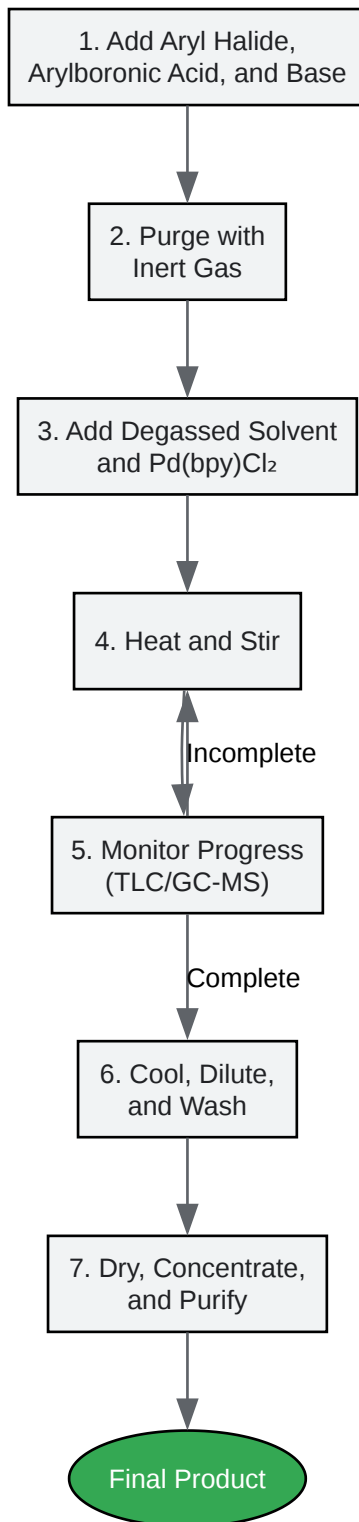 1. Add Aryl Halide,
Arylboronic Acid, and Base
2. Purge with
Inert Gas
3. Add Degassed Solvent
and Pd(bpy)Cl₂
4. Heat and Stir
Incomplete
5. Monitor Progress
(TLC/GC-MS)
Complete
6. Cool, Dilute,
and Wash
7. Dry, Concentrate,
and Purify
Final Product